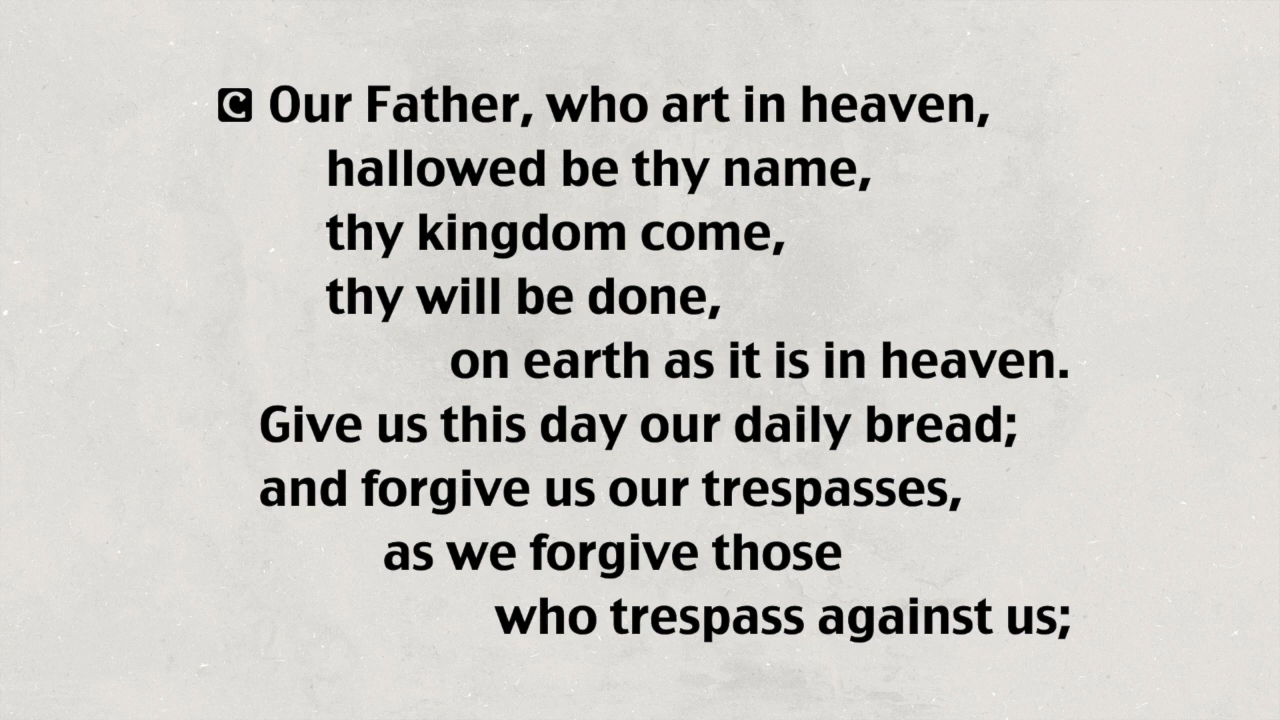 C Our Father, who art in heaven,
hallowed be thy name,
thy kingdom come,
thy will be done,
on earth as it is in heaven.
Give us this day our daily bread;
and forgive us our trespasses,
as we forgive those
who trespass against us;